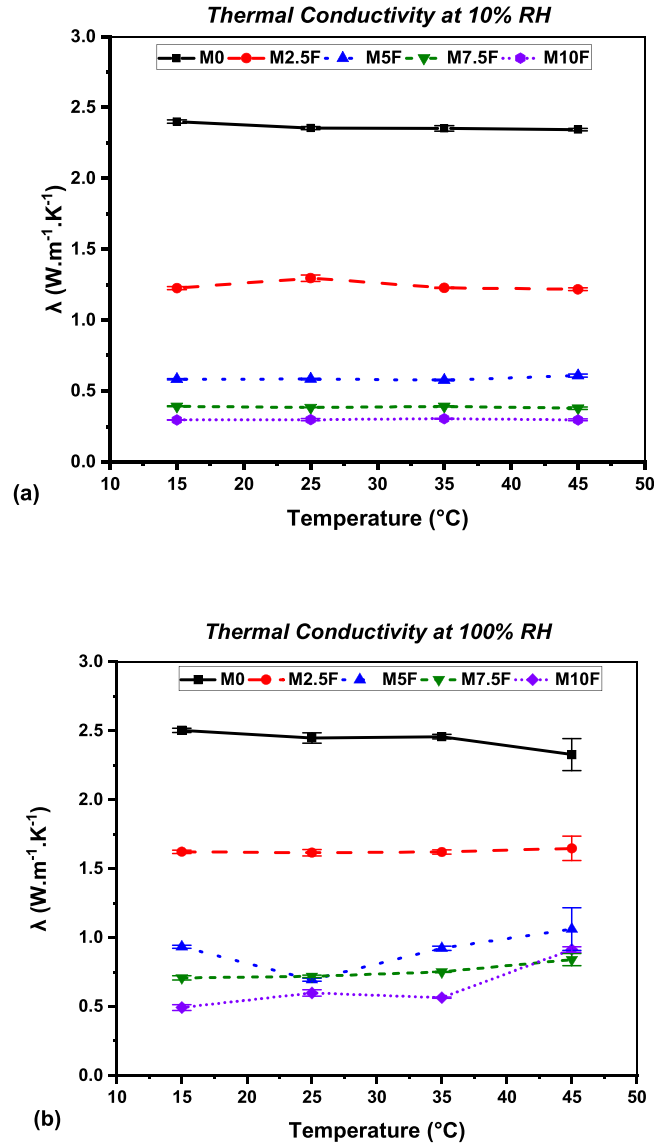 Thermal Conductivity at 10% RH
M0 M2.5F M5F M7.5F M10F
3.0
2.5
2.0
1.5
1.0
0.5
0.0
λ (W.m⁻¹.K⁻¹)
10 15 20 25 30 35 40 45 50
Temperature (°C)
(a)
Thermal Conductivity at 100% RH
M0 M2.5F M5F M7.5F M10F
3.0
2.5
2.0
1.5
1.0
0.5
0.0
λ (W.m⁻¹.K⁻¹)
10 15 20 25 30 35 40 45 50
Temperature (°C)
(b)